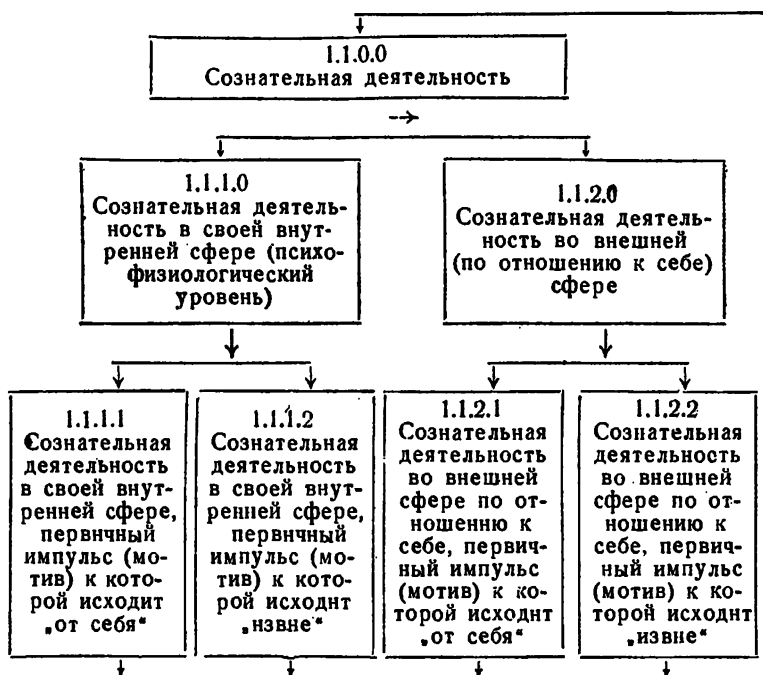 1.1.0.0
Сознательная деятельность
1.1.1.0
Сознательная деятель-
ность в своей внут-
ренней сфере (психо-
физиологический
уровень)
1.1.2.0
Сознательная деятель-
ность во внешней
(по отношению к себе)
сфере
1.1.1.1
Сознательная
деятельность
в своей внут-
ренней сфере,
первичный
импульс (мо-
тив) к кото-
рой исходит
„от себя“
1.1.1.2
Сознательная
деятельность
в своей внут-
ренней сфере,
первичный
импульс (мо-
тив) к кото-
рой исходит
„извне“
1.1.2.1
Сознательная
деятельность
во внешней
сфере по от-
ношению к
себе, первич-
ный импульс
(мотив) к ко-
торой исходит
„от себя“
1.1.2.2
Сознательная
деятельность
во внешней
сфере по от-
ношению к
себе, первич-
ный импульс
(мотив) к ко-
торой исходит
„извне“